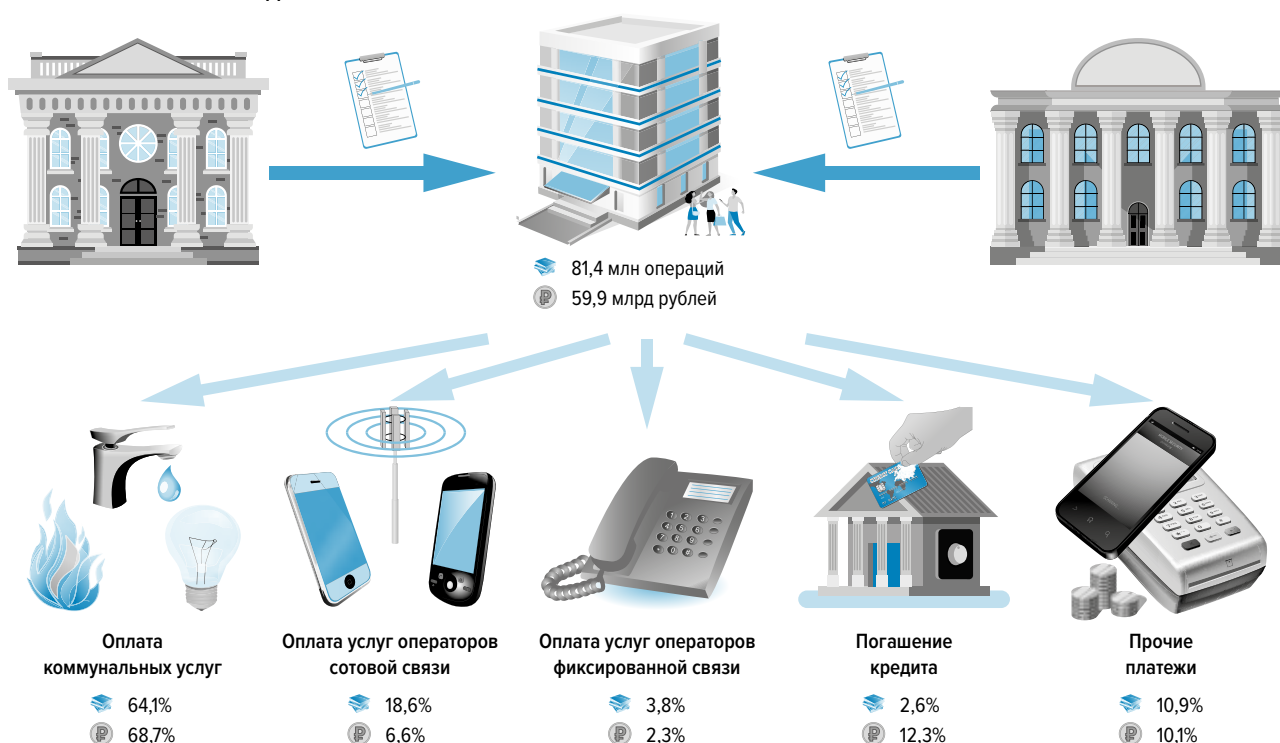 81,4 млн операций
59,9 млрд рублей
Оплата
коммунальных услуг
64,1%
68,7%
Оплата услуг операторов
сотовой связи
18,6%
6,6%
Оплата услуг операторов
фиксированной связи
3,8%
2,3%
Погашение
кредита
2,6%
12,3%
Прочие
платежи
10,9%
10,1%